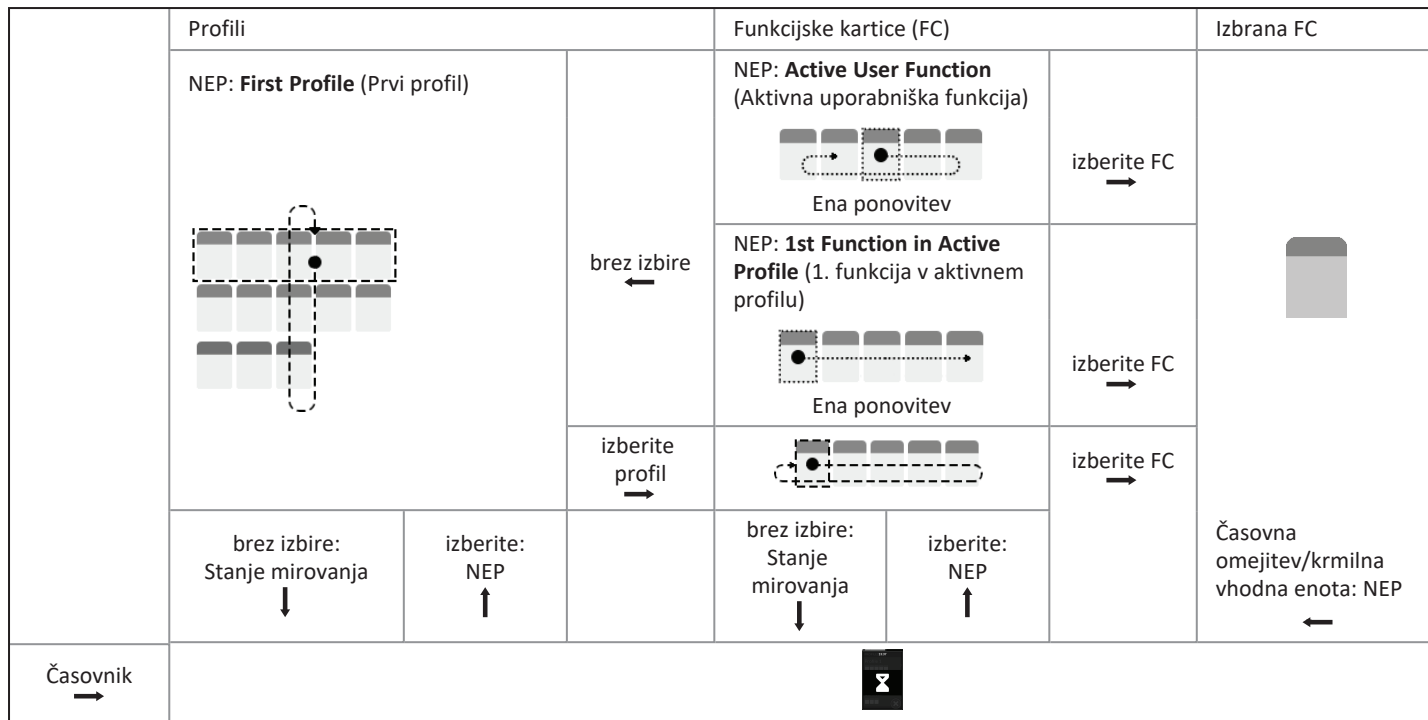 Profili
Funkcijske kartice (FC)
Izbrana FC
NEP: First Profile (Prvi profil)
brez izbire
NEP: Active User Function
(Aktivna uporabniška funkcija)
Ena ponovitev
izberite FC
NEP: 1st Function in Active
Profile (1. funkcija v aktivnem
profilu)
Ena ponovitev
izberite FC
izberite
profil
izberite FC
brez izbire:
Stanje mirovanja
izberite:
NEP
brez izbire:
Stanje
mirovanja
izberite:
NEP
Časovna
omejitev/krmilna
vhodna enota: NEP
Časovnik